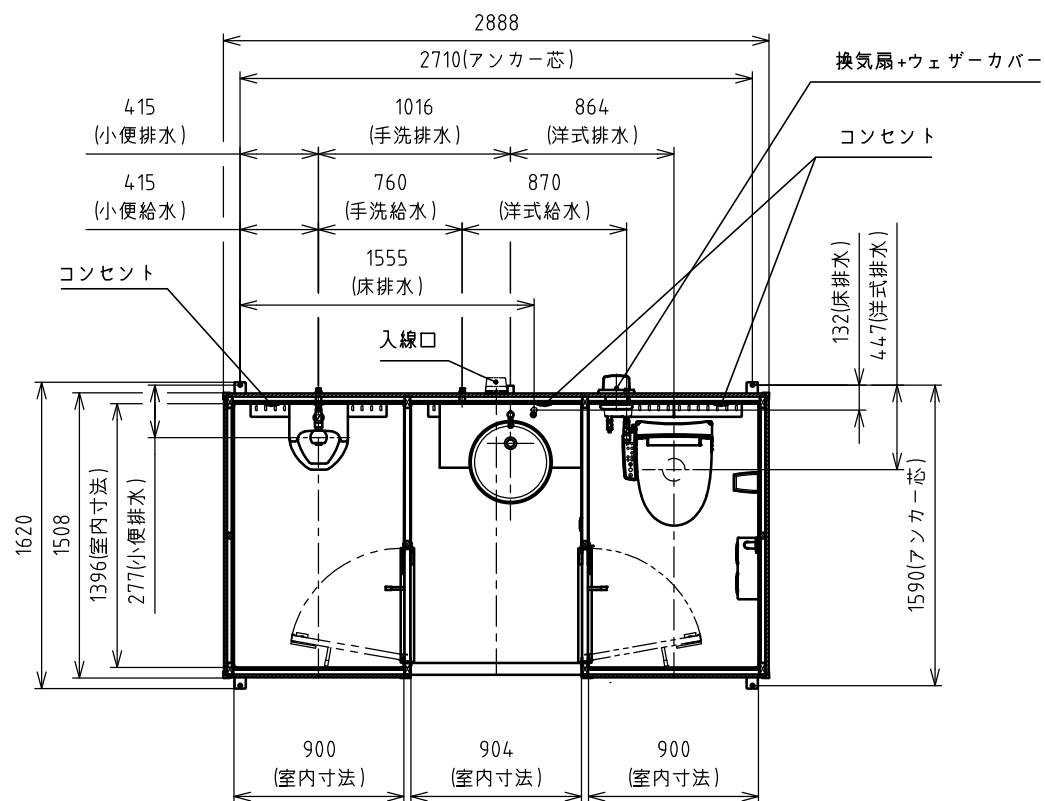 2888
2710(アンカー芯)
換気扇+ウェザーカバー
415
(小便排水)
1016
(手洗排水)
864
(洋式排水)
コンセント
415
(小便給水)
760
(手洗給水)
870
(洋式給水)
コンセント
1555
(床排水)
入線口
132(床排水)
447(洋式排水)
1620
1508
1396(室内寸法)
277(小便排水)
1590(アンカー芯)
900
(室内寸法)
904
(室内寸法)
900
(室内寸法)